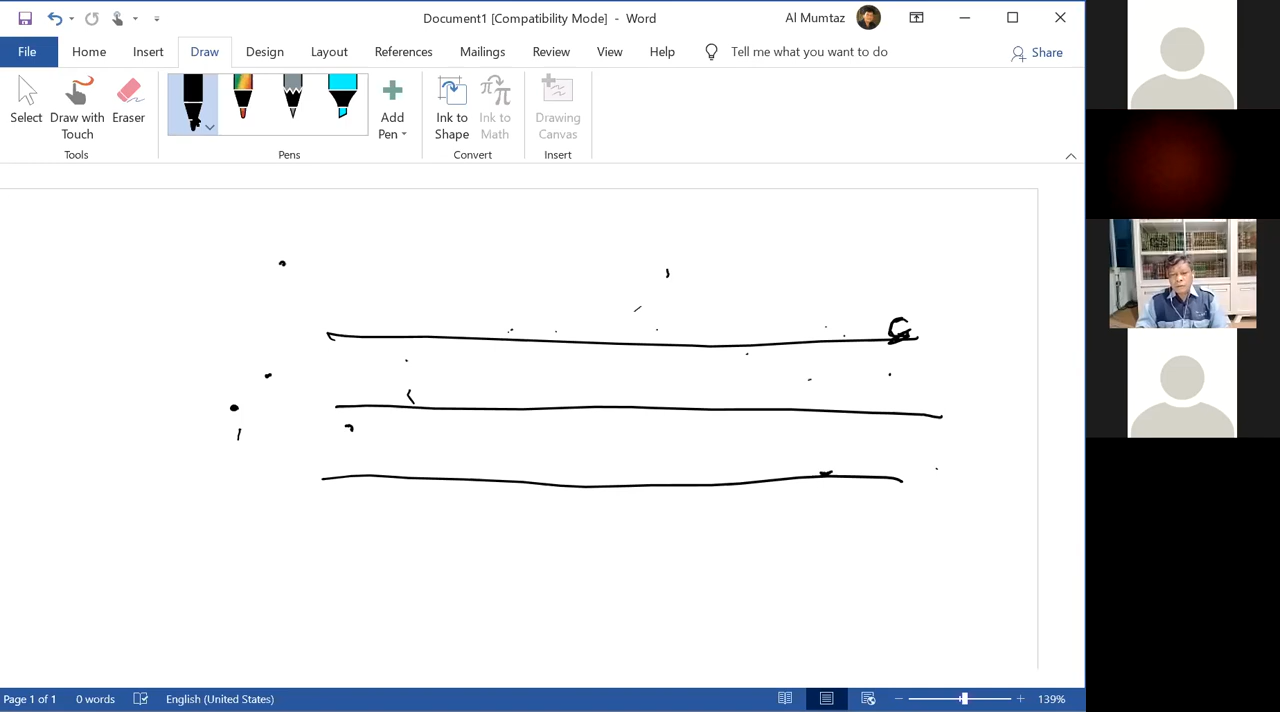 Document1 [Compatibility Mode] - Word
Al Mumtaz
File Home Insert Draw Design Layout References Mailings Review View Help Tell me what you want to do Share
Select
Draw with Touch
Eraser
Add Pen
Ink to Shape
Ink to Math
Drawing Canvas
Tools Pens Convert Insert
Page 1 of 1 0 words English (United States) 139%